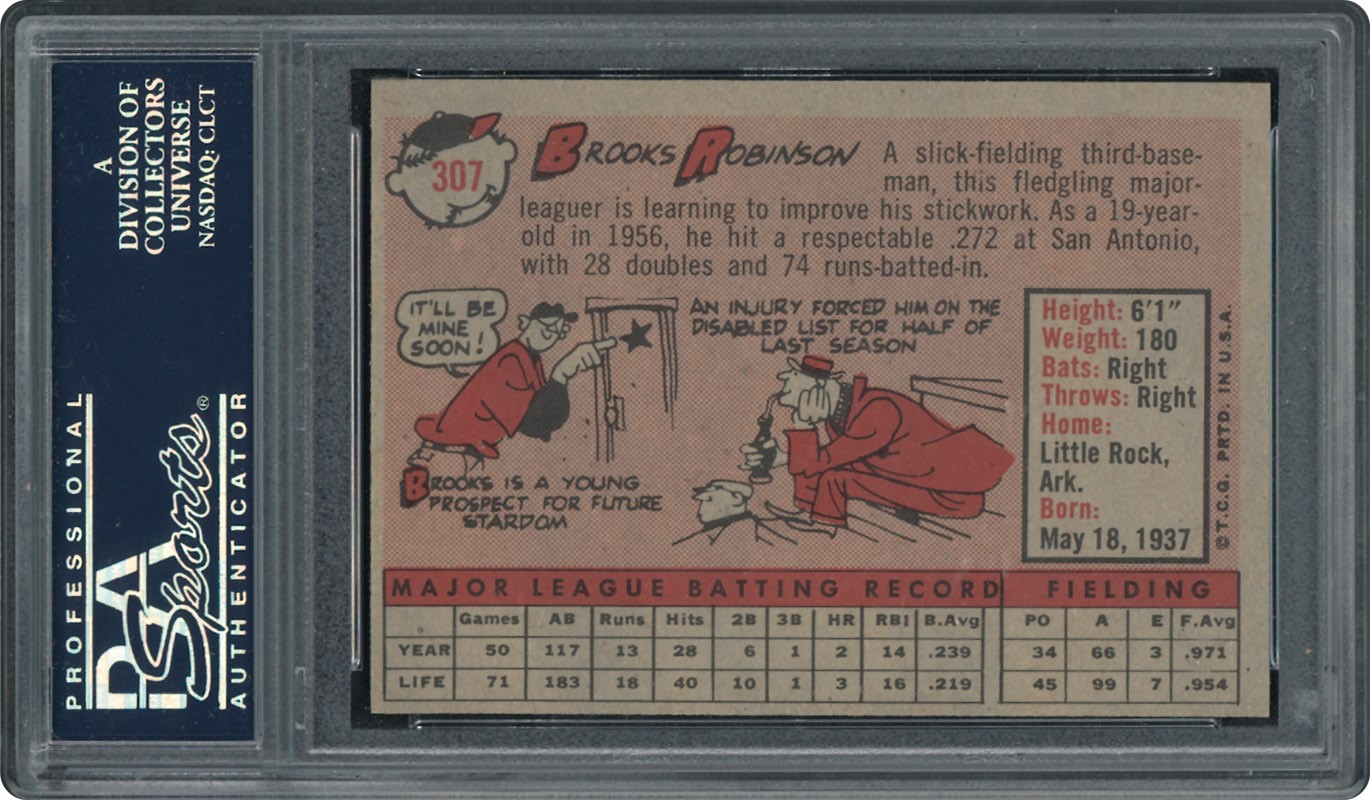 A
DIVISION OF
COLLECTORS
UNIVERSE
NASDAQ: CLCT
PROFESSIONAL
PSA
Sports®
AUTHENTICATOR
307
BROOKS ROBINSON A slick-fielding third-base-
man, this fledgling major-
leaguer is learning to improve his stickwork. As a 19-year-
old in 1956, he hit a respectable .272 at San Antonio,
with 28 doubles and 74 runs-batted-in.
IT'LL BE
MINE
SOON!
BROOKS IS A YOUNG
PROSPECT FOR FUTURE
STARDOM
AN INJURY FORCED HIM ON THE
DISABLED LIST FOR HALF OF
LAST SEASON
Height: 6'1"
Weight: 180
Bats: Right
Throws: Right
Home:
Little Rock,
Ark.
Born:
May 18, 1937
©T.C.G. PRTD. IN U.S.A.
MAJOR LEAGUE BATTING RECORD FIELDING
Games AB Runs Hits 2B 3B HR RBI B.Avg PO A E F.Avg
YEAR 50 117 13 28 6 1 2 14 .239 34 66 3 .971
LIFE 71 183 18 40 10 1 3 16 .219 45 99 7 .954